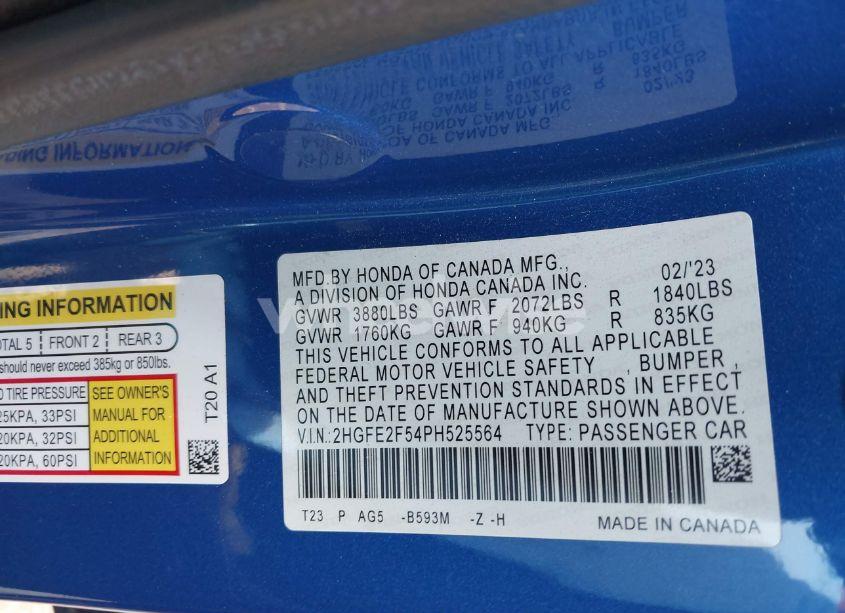 MFD.BY HONDA OF CANADA MFG., 02/'23
A DIVISION OF HONDA CANADA INC.
GVWR 3880LBS GAWR F 2072LBS R 1840LBS
GVWR 1760KG GAWR F 940KG R 835KG
THIS VEHICLE CONFORMS TO ALL APPLICABLE
FEDERAL MOTOR VEHICLE SAFETY , BUMPER ,
AND THEFT PREVENTION STANDARDS IN EFFECT
ON THE DATE OF MANUFACTURE SHOWN ABOVE.
V.I.N.:2HGFE2F54PH525564 TYPE: PASSENGER CAR
T23 P AG5 -B593M -Z -H
MADE IN CANADA
ING INFORMATION
OTAL 5 FRONT 2 REAR 3
should never exceed 385kg or 850lbs.
TIRE PRESSURE SEE OWNER'S
25KPA, 33PSI MANUAL FOR
20KPA, 32PSI ADDITIONAL
20KPA, 60PSI INFORMATION
T20 A1